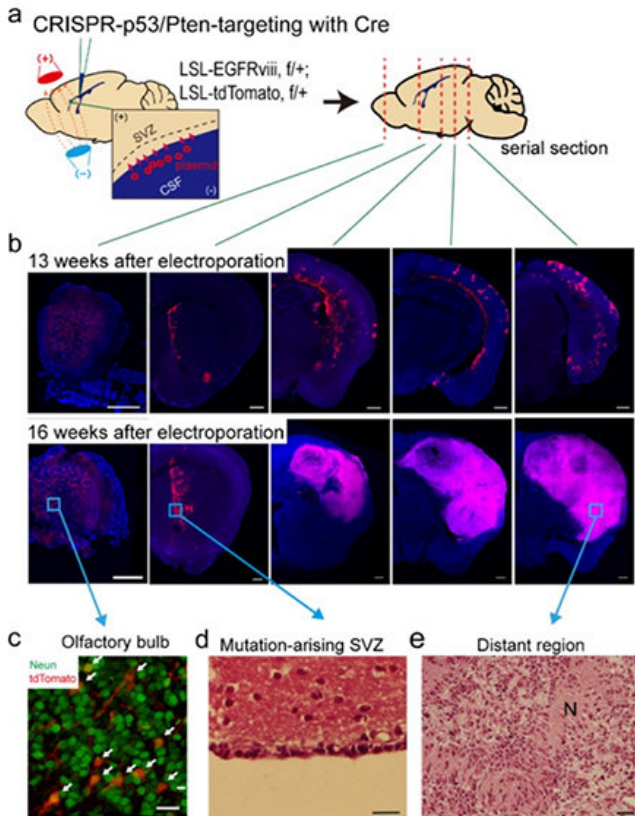 a
CRISPR-p53/Pten-targeting with Cre
(+)
LSL-EGFRviii, f/+;
LSL-tdTomato, f/+
(+)
SVZ
plasmid
CSF
(-)
(−)
serial section
b
13 weeks after electroporation
16 weeks after electroporation
c
Olfactory bulb
d
Mutation-arising SVZ
e
Distant region
Neun
tdTomato
N